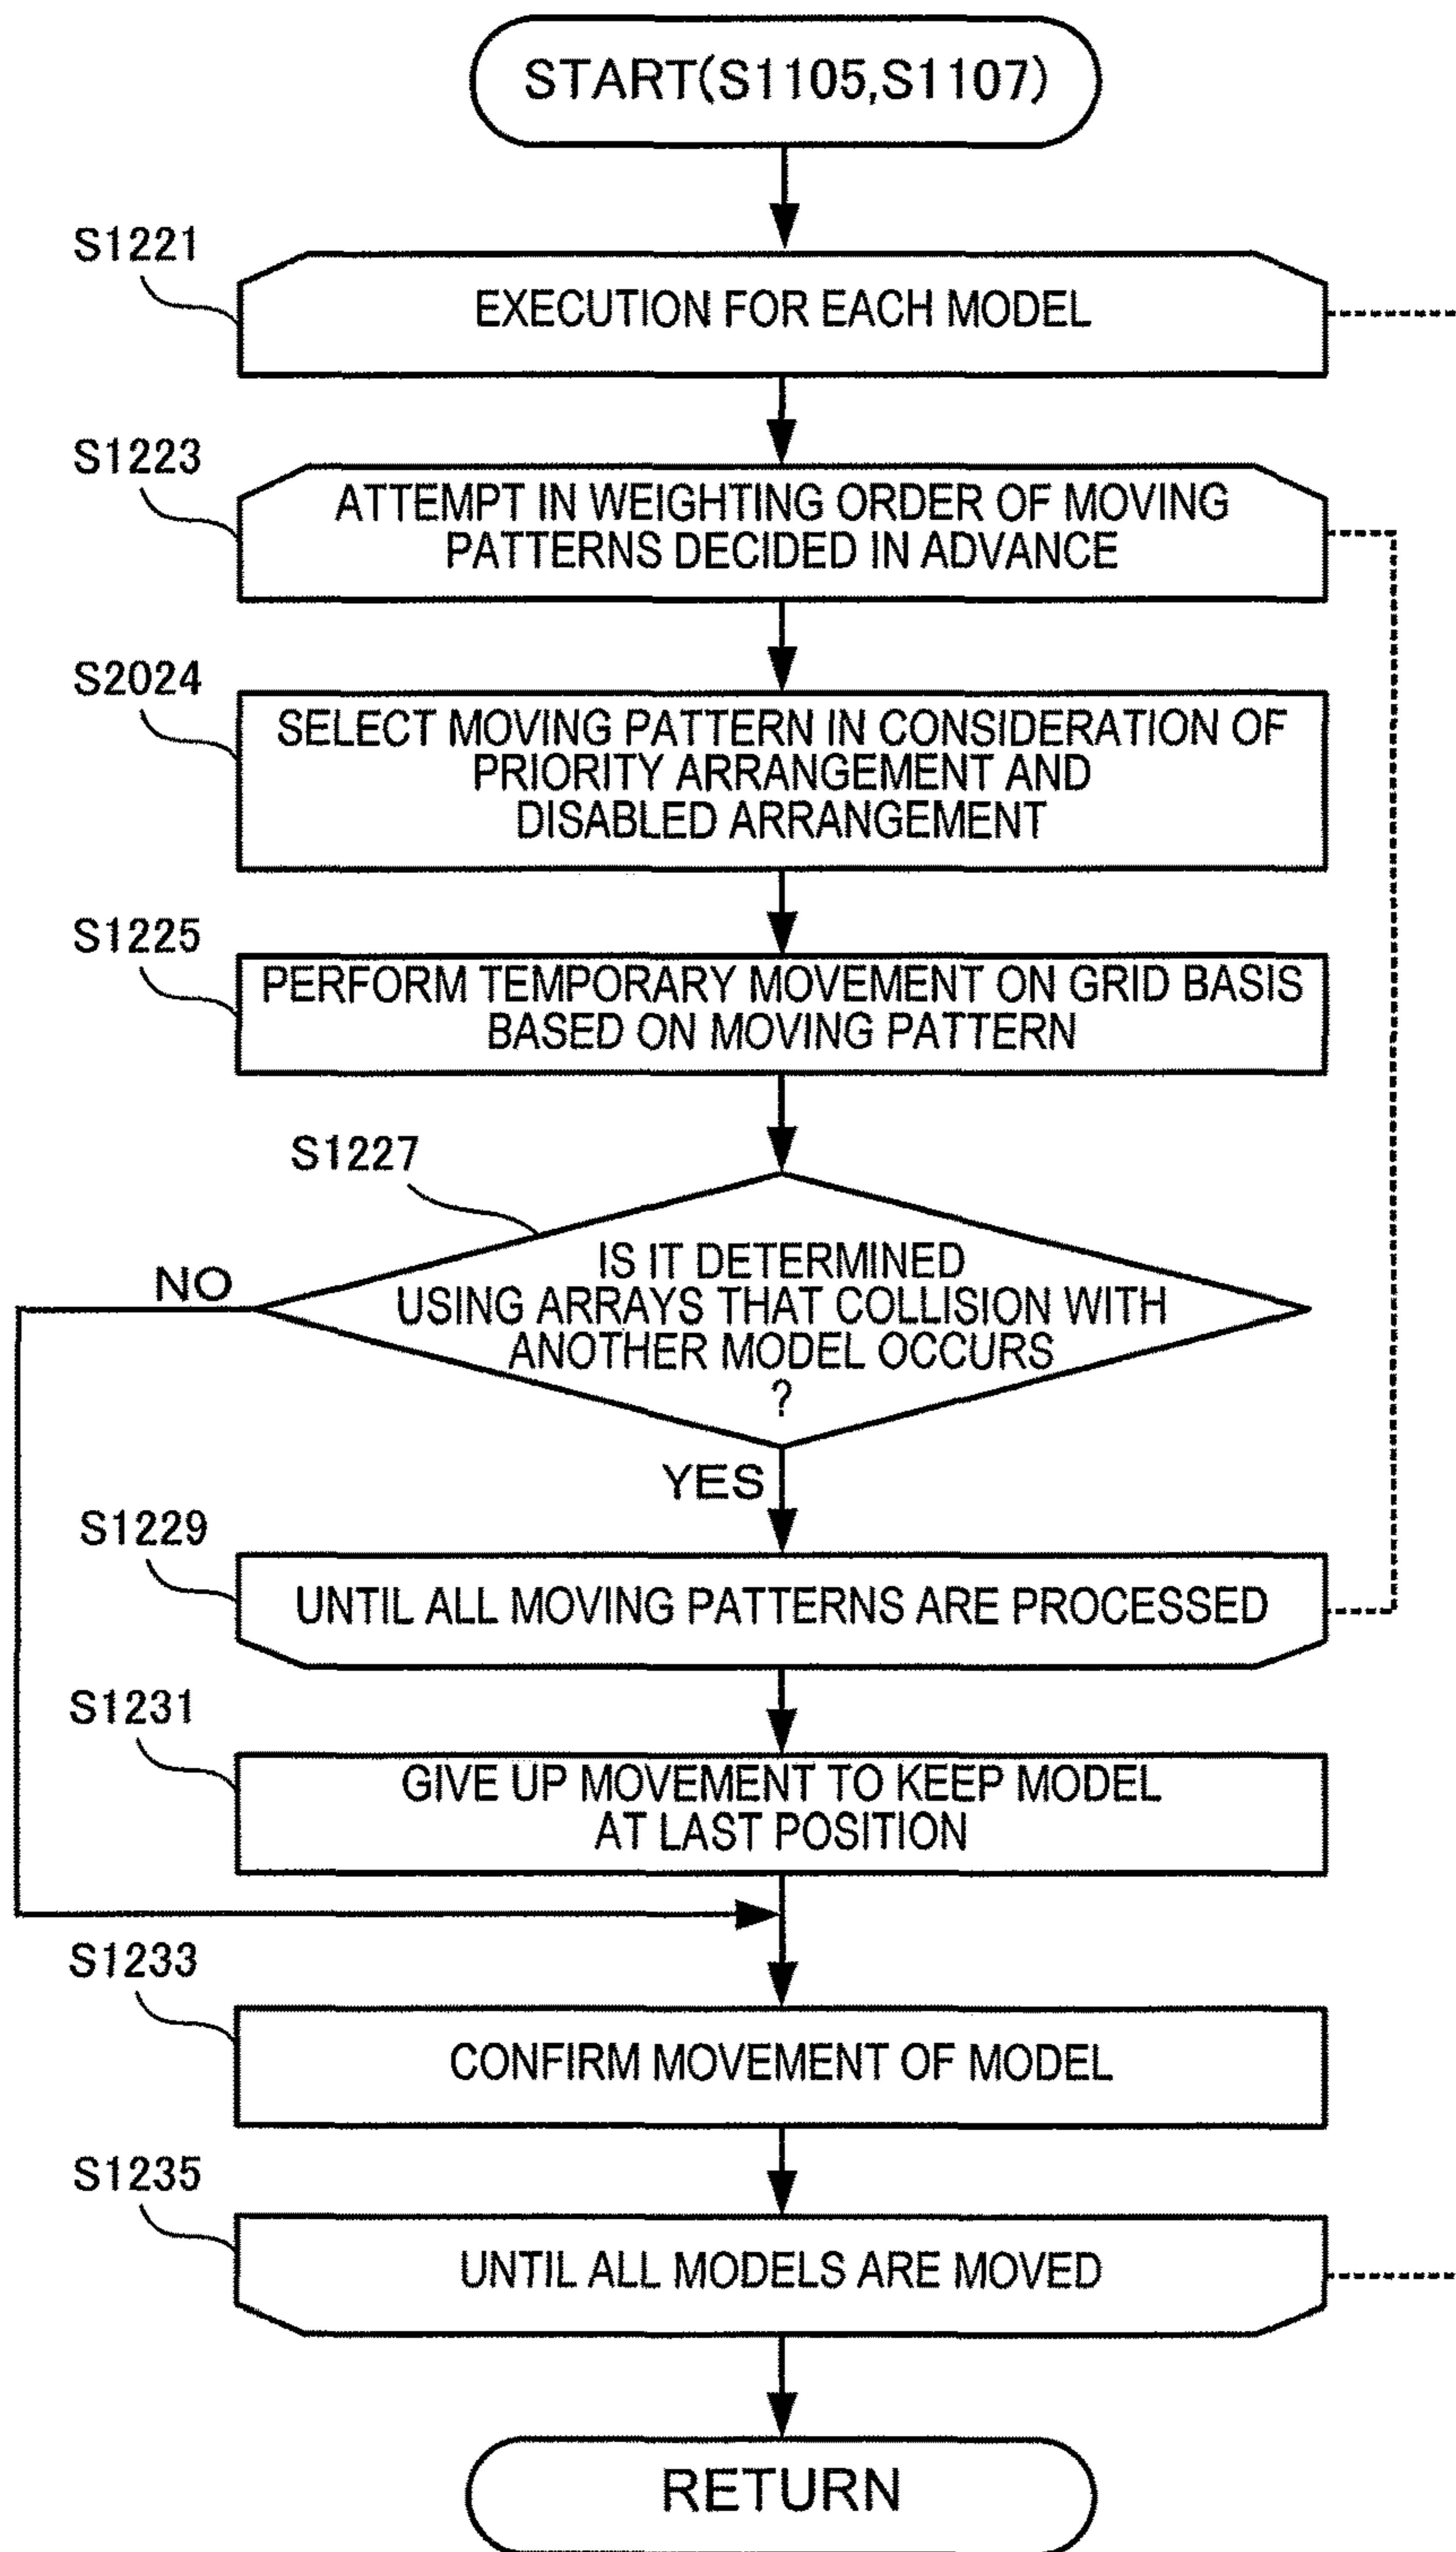 START(S1105,S1107)
S1221
EXECUTION FOR EACH MODEL
S1223
ATTEMPT IN WEIGHTING ORDER OF MOVING
PATTERNS DECIDED IN ADVANCE
S2024
SELECT MOVING PATTERN IN CONSIDERATION OF
PRIORITY ARRANGEMENT AND
DISABLED ARRANGEMENT
S1225
PERFORM TEMPORARY MOVEMENT ON GRID BASIS
BASED ON MOVING PATTERN
S1227
IS IT DETERMINED
USING ARRAYS THAT COLLISION WITH
ANOTHER MODEL OCCURS
?
NO
YES
S1229
UNTIL ALL MOVING PATTERNS ARE PROCESSED
S1231
GIVE UP MOVEMENT TO KEEP MODEL
AT LAST POSITION
S1233
CONFIRM MOVEMENT OF MODEL
S1235
UNTIL ALL MODELS ARE MOVED
RETURN